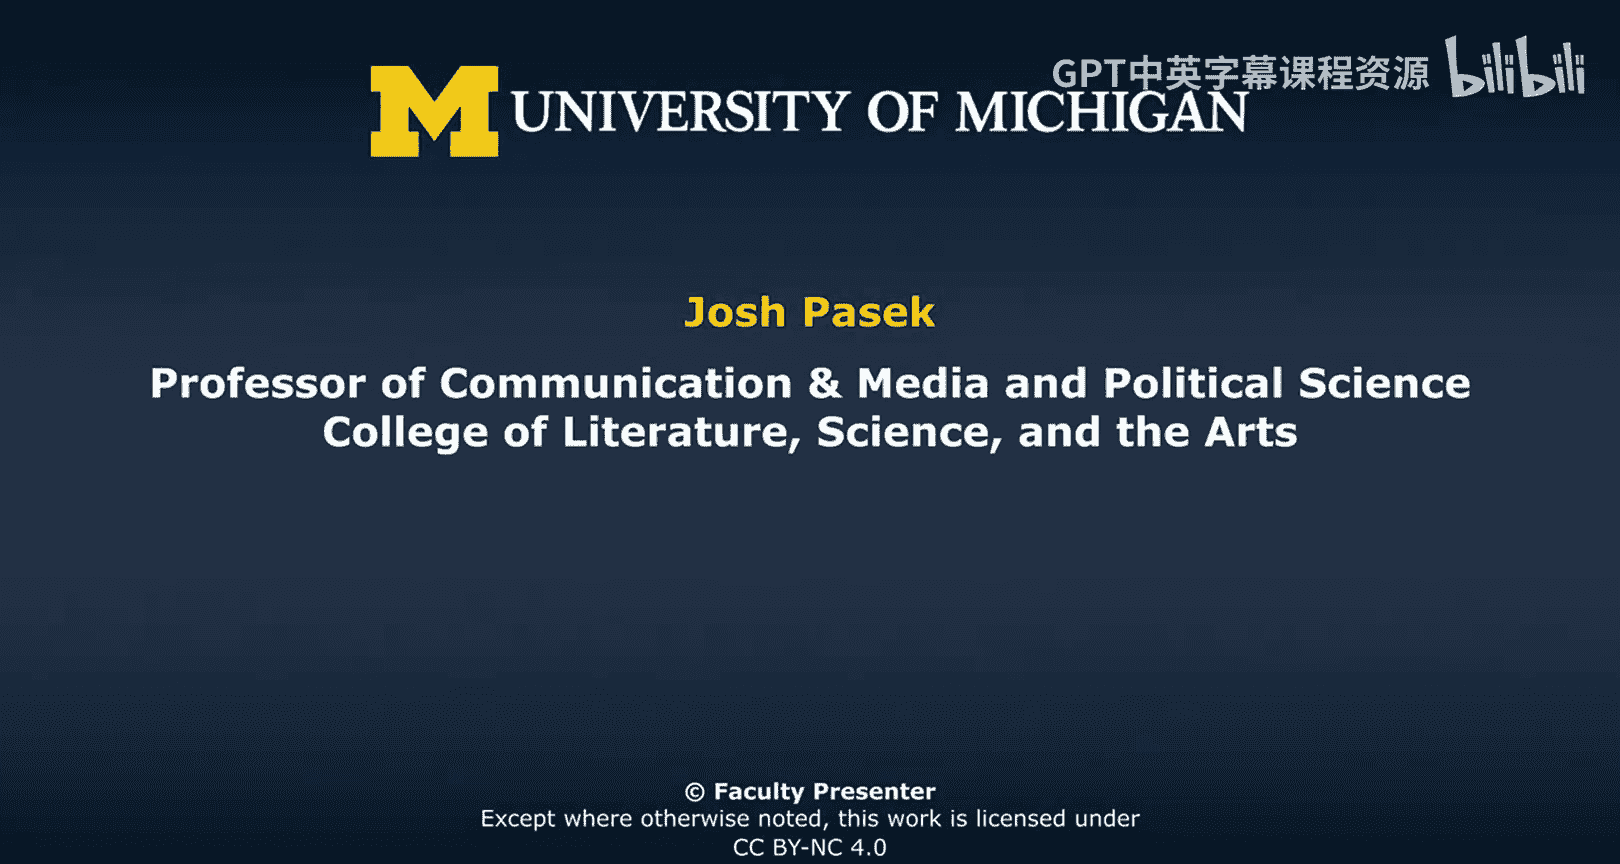 GPT中英字幕课程资源 bilibili
M UNIVERSITY OF MICHIGAN
Josh Pasek
Professor of Communication & Media and Political Science
College of Literature, Science, and the Arts
© Faculty Presenter
Except where otherwise noted, this work is licensed under
CC BY-NC 4.0